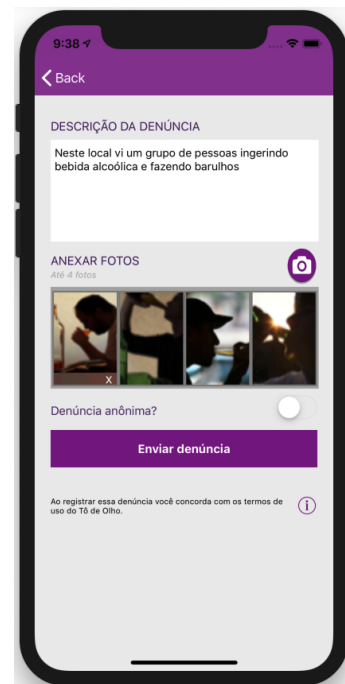 9:38
Back
DESCRIÇÃO DA DENÚNCIA
Neste local vi um grupo de pessoas ingerindo
bebida alcoólica e fazendo barulhos
ANEXAR FOTOS
Até 4 fotos
X
Denúncia anônima?
Enviar denúncia
Ao registrar essa denúncia você concorda com os termos de
uso do Tô de Olho.
i